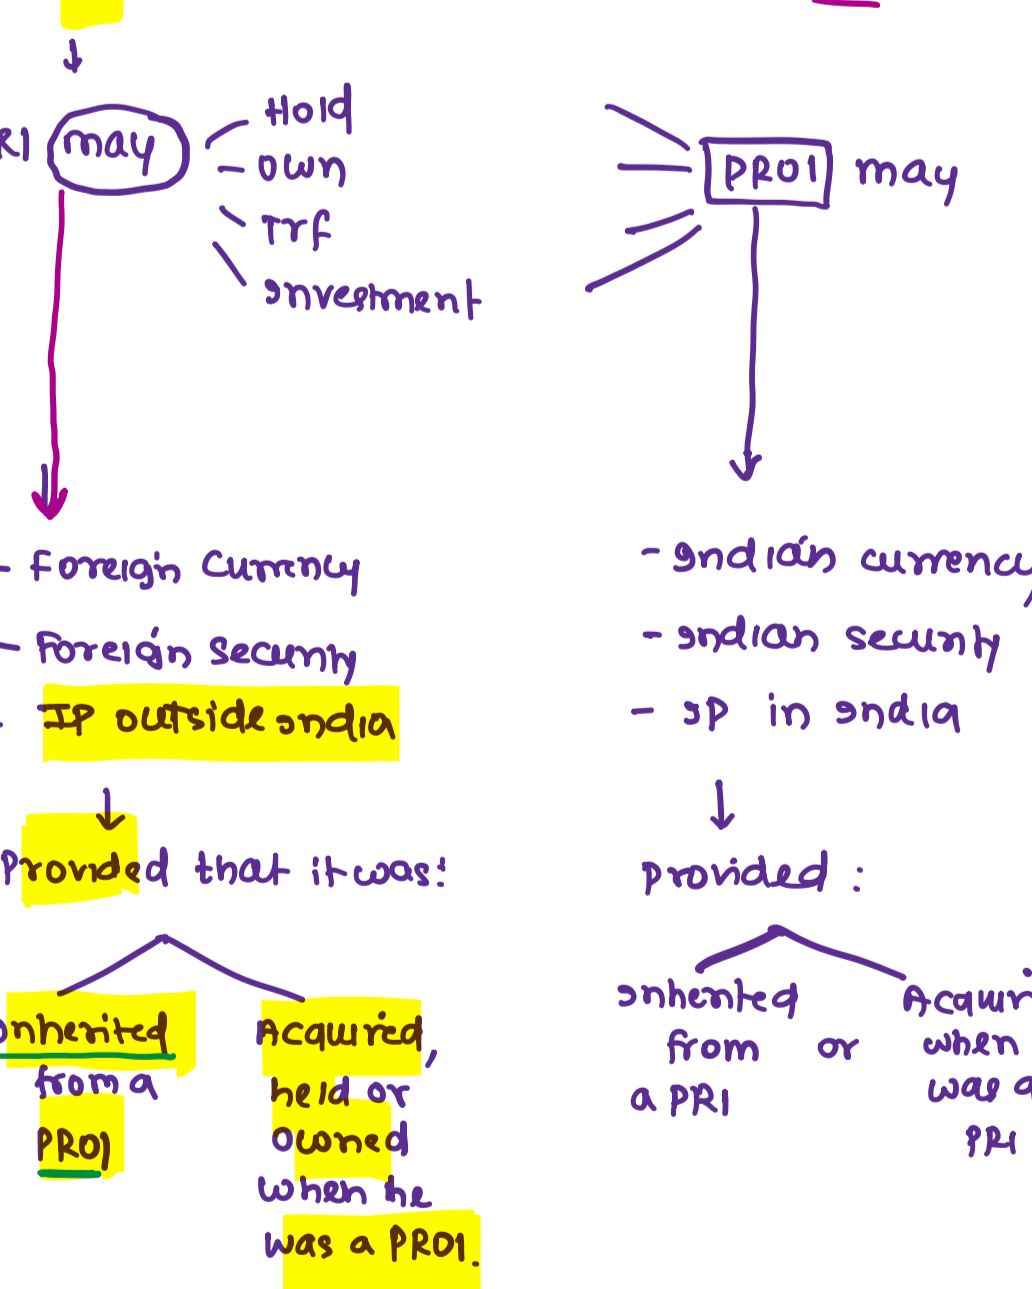 RI may
Hold
own
Trf
Investment
PROI may
- Foreign Currency
- Foreign Security
- IP outside India
Provided that it was:
Inherited
from a
PROI
Acquired,
held or
owned
when he
was a PROI.
- Indian currency
- Indian security
- IP in India
provided :
Inherited
from or
a PRI
Acquir
when
was a
PRI